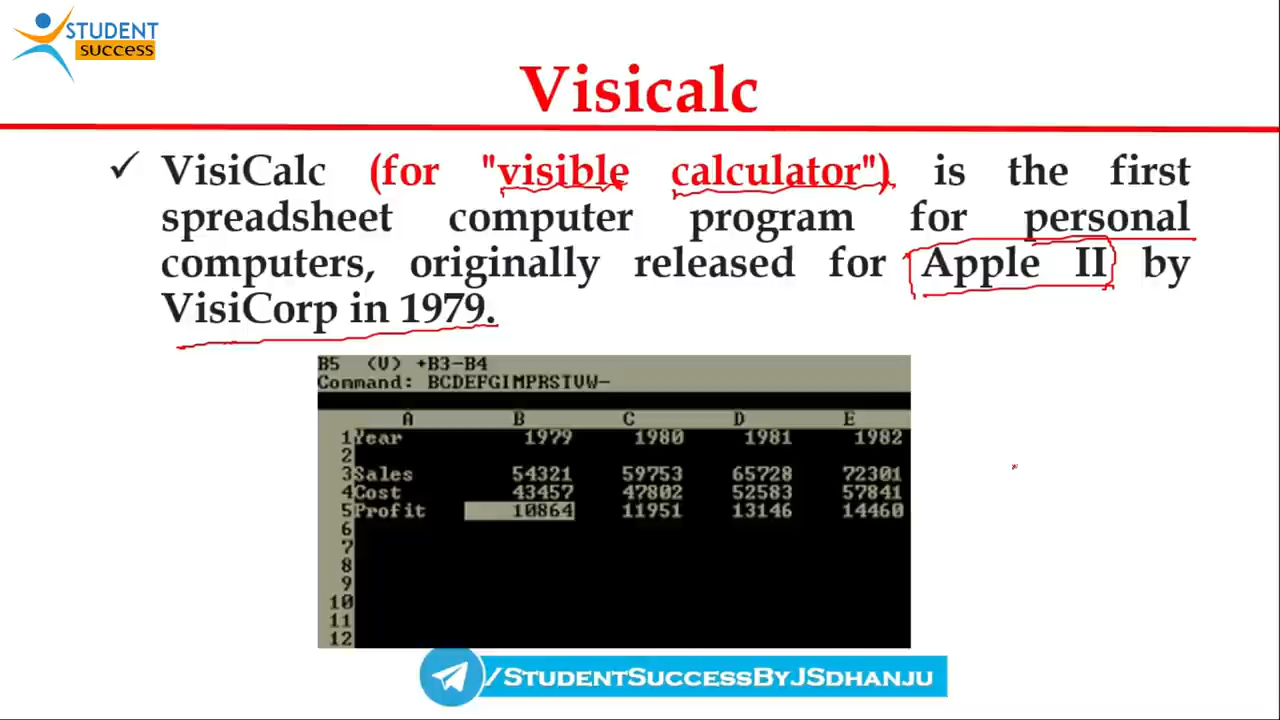 STUDENT
success
Visicalc
✓ VisiCalc (for "visible calculator") is the first
spreadsheet computer program for personal
computers, originally released for Apple II by
VisiCorp in 1979.
B5 (V) +B3-B4
Command: BCDEFGIMPRSTVW-
A B C D E
1 Year 1979 1980 1981 1982
2
3 Sales 54321 59753 65728 72301
4 Cost 43457 47802 52583 57841
5 Profit 10864 11951 13146 14460
6
7
8
9
10
11
12
/StudentSuccessByJSdhanju